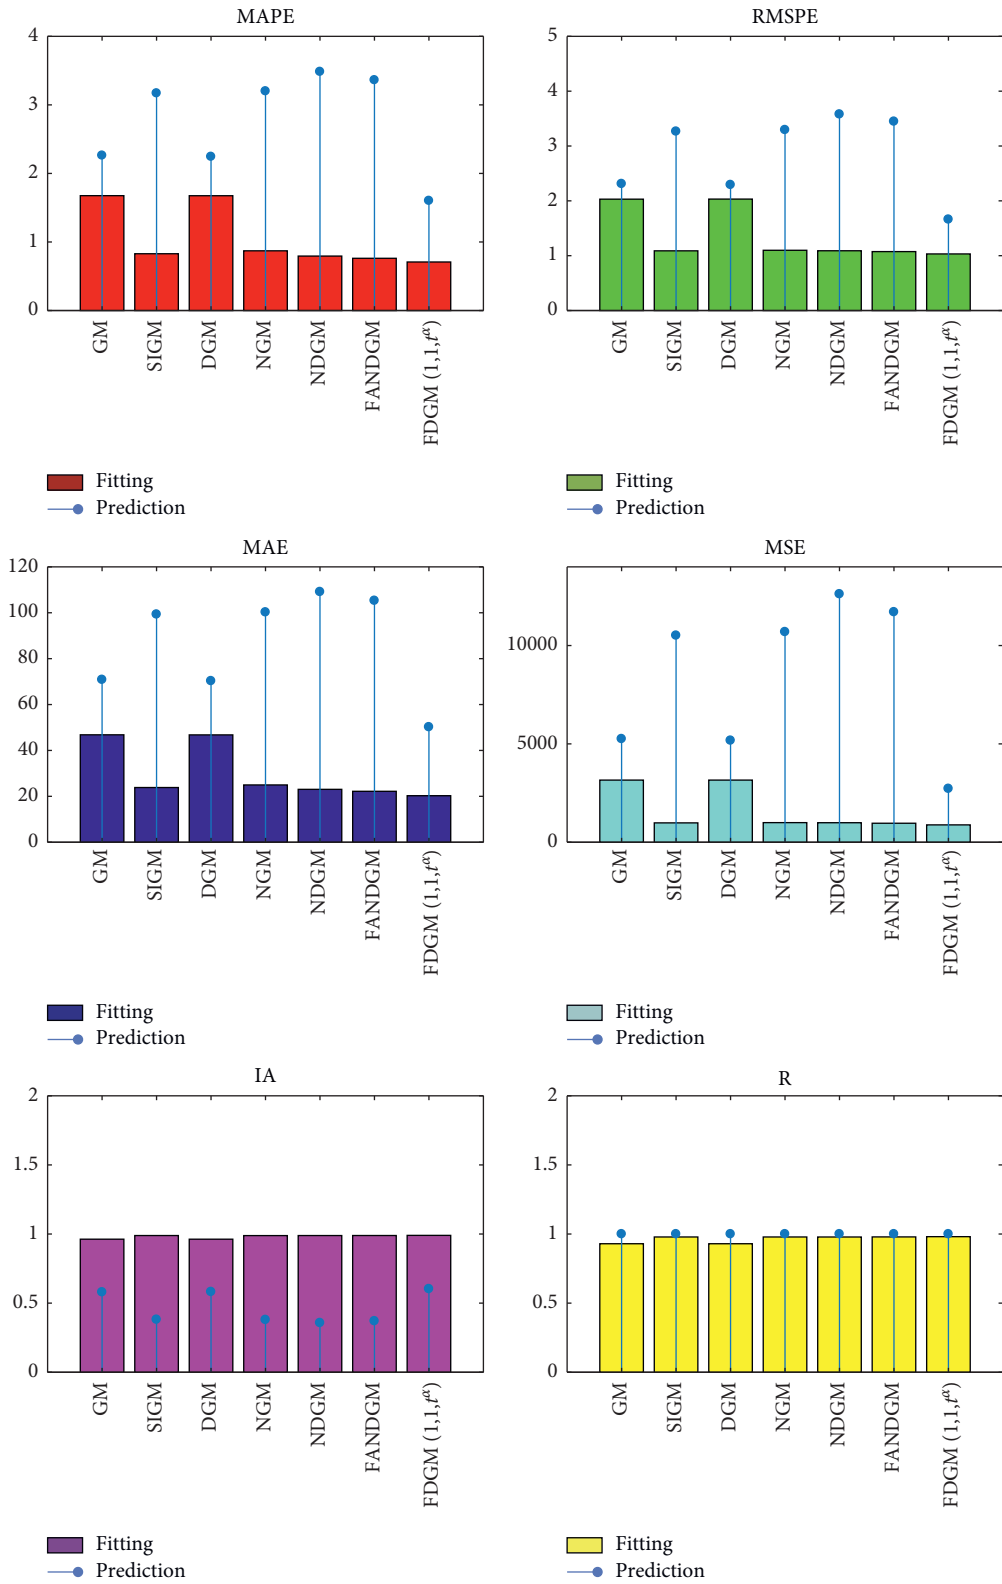 MAPE
4
3
2
1
0
GM
SIGM
DGM
NGM
NDGM
FANDGM
FDGM (1,1,t^α)
Fitting
Prediction
RMSPE
5
4
3
2
1
0
GM
SIGM
DGM
NGM
NDGM
FANDGM
FDGM (1,1,t^α)
Fitting
Prediction
MAE
120
100
80
60
40
20
0
GM
SIGM
DGM
NGM
NDGM
FANDGM
FDGM (1,1,t^α)
Fitting
Prediction
MSE
10000
5000
0
GM
SIGM
DGM
NGM
NDGM
FANDGM
FDGM (1,1,t^α)
Fitting
Prediction
IA
2
1.5
1
0.5
0
GM
SIGM
DGM
NGM
NDGM
FANDGM
FDGM (1,1,t^α)
Fitting
Prediction
R
2
1.5
1
0.5
0
GM
SIGM
DGM
NGM
NDGM
FANDGM
FDGM (1,1,t^α)
Fitting
Prediction